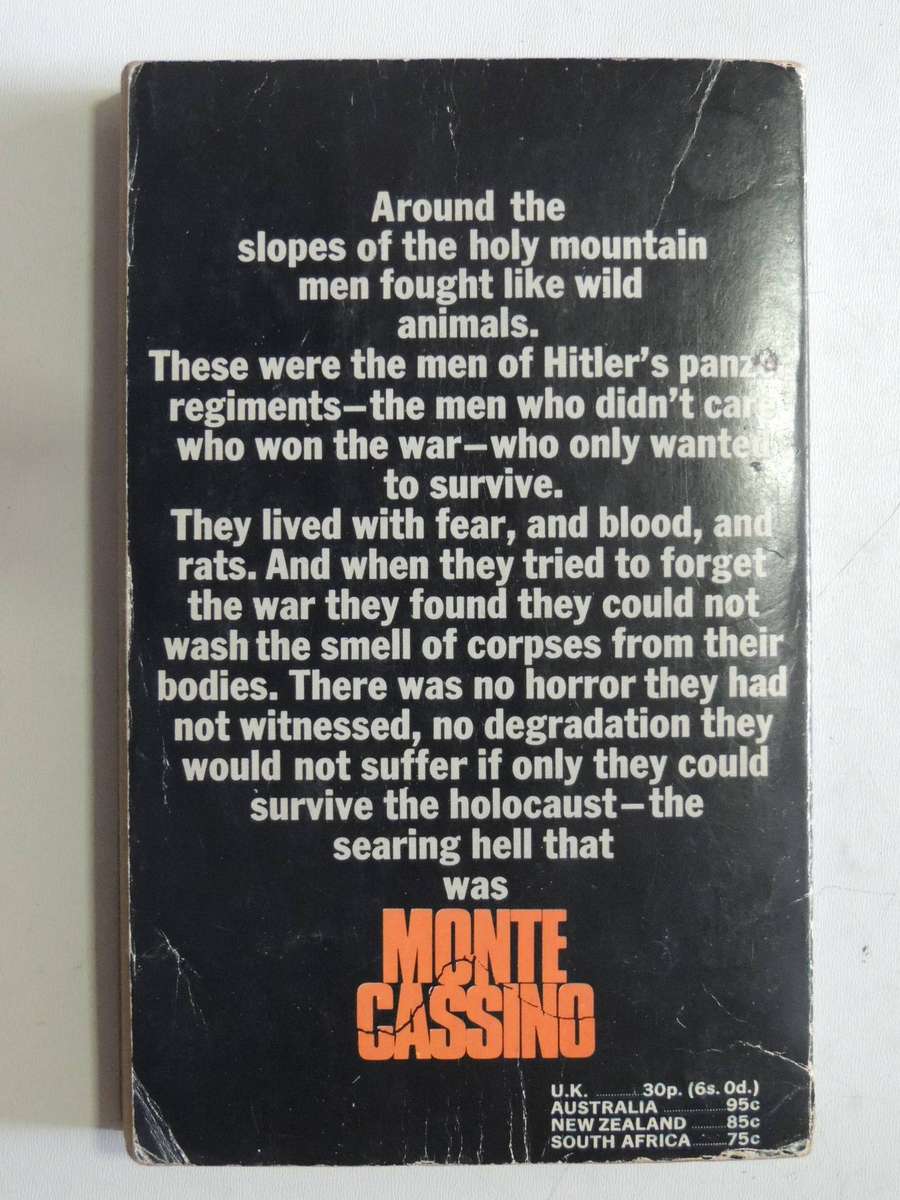 Around the
slopes of the holy mountain
men fought like wild
animals.
These were the men of Hitler's panzer
regiments—the men who didn't care
who won the war—who only wanted
to survive.
They lived with fear, and blood, and
rats. And when they tried to forget
the war they found they could not
wash the smell of corpses from their
bodies. There was no horror they had
not witnessed, no degradation they
would not suffer if only they could
survive the holocaust—the
searing hell that
was
MONTE
CASSINO
U.K. ............30p. (6s. 0d.)
AUSTRALIA ............95c
NEW ZEALAND ........85c
SOUTH AFRICA ........75c